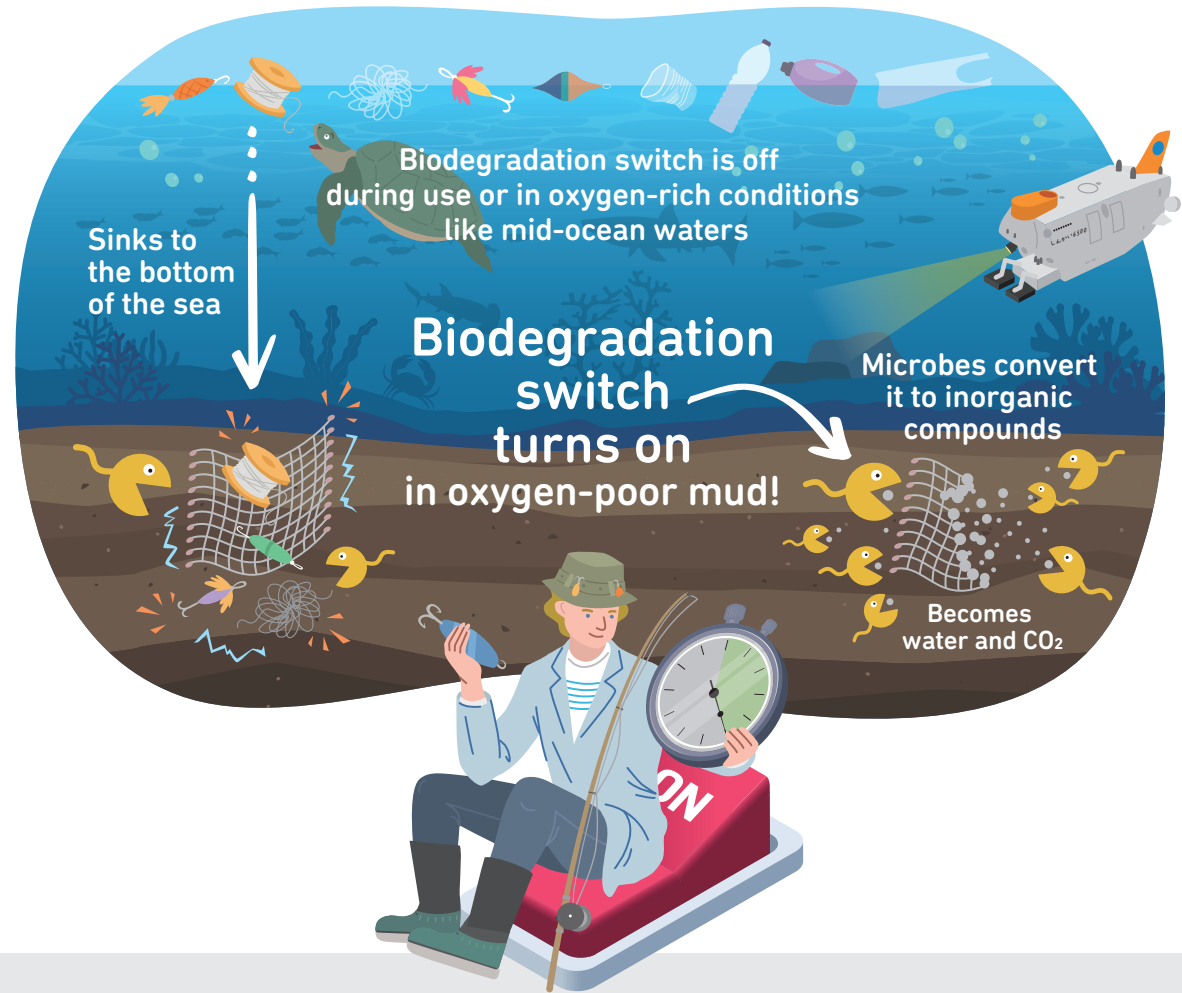 Biodegradation switch is off
during use or in oxygen-rich conditions
like mid-ocean waters
Sinks to
the bottom
of the sea
Biodegradation
switch
turns on
in oxygen-poor mud!
Microbes convert
it to inorganic
compounds
Becomes
water and CO₂
ON